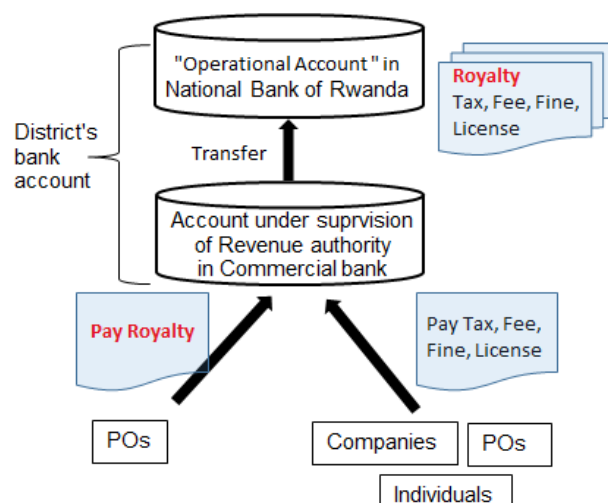 "Operational Account" in
National Bank of Rwanda
Royalty
Tax, Fee, Fine,
License
District's
bank
account
Transfer
Account under suprvision
of Revenue authority
in Commercial bank
Pay Royalty
Pay Tax, Fee,
Fine, License
POs
Companies
POs
Individuals